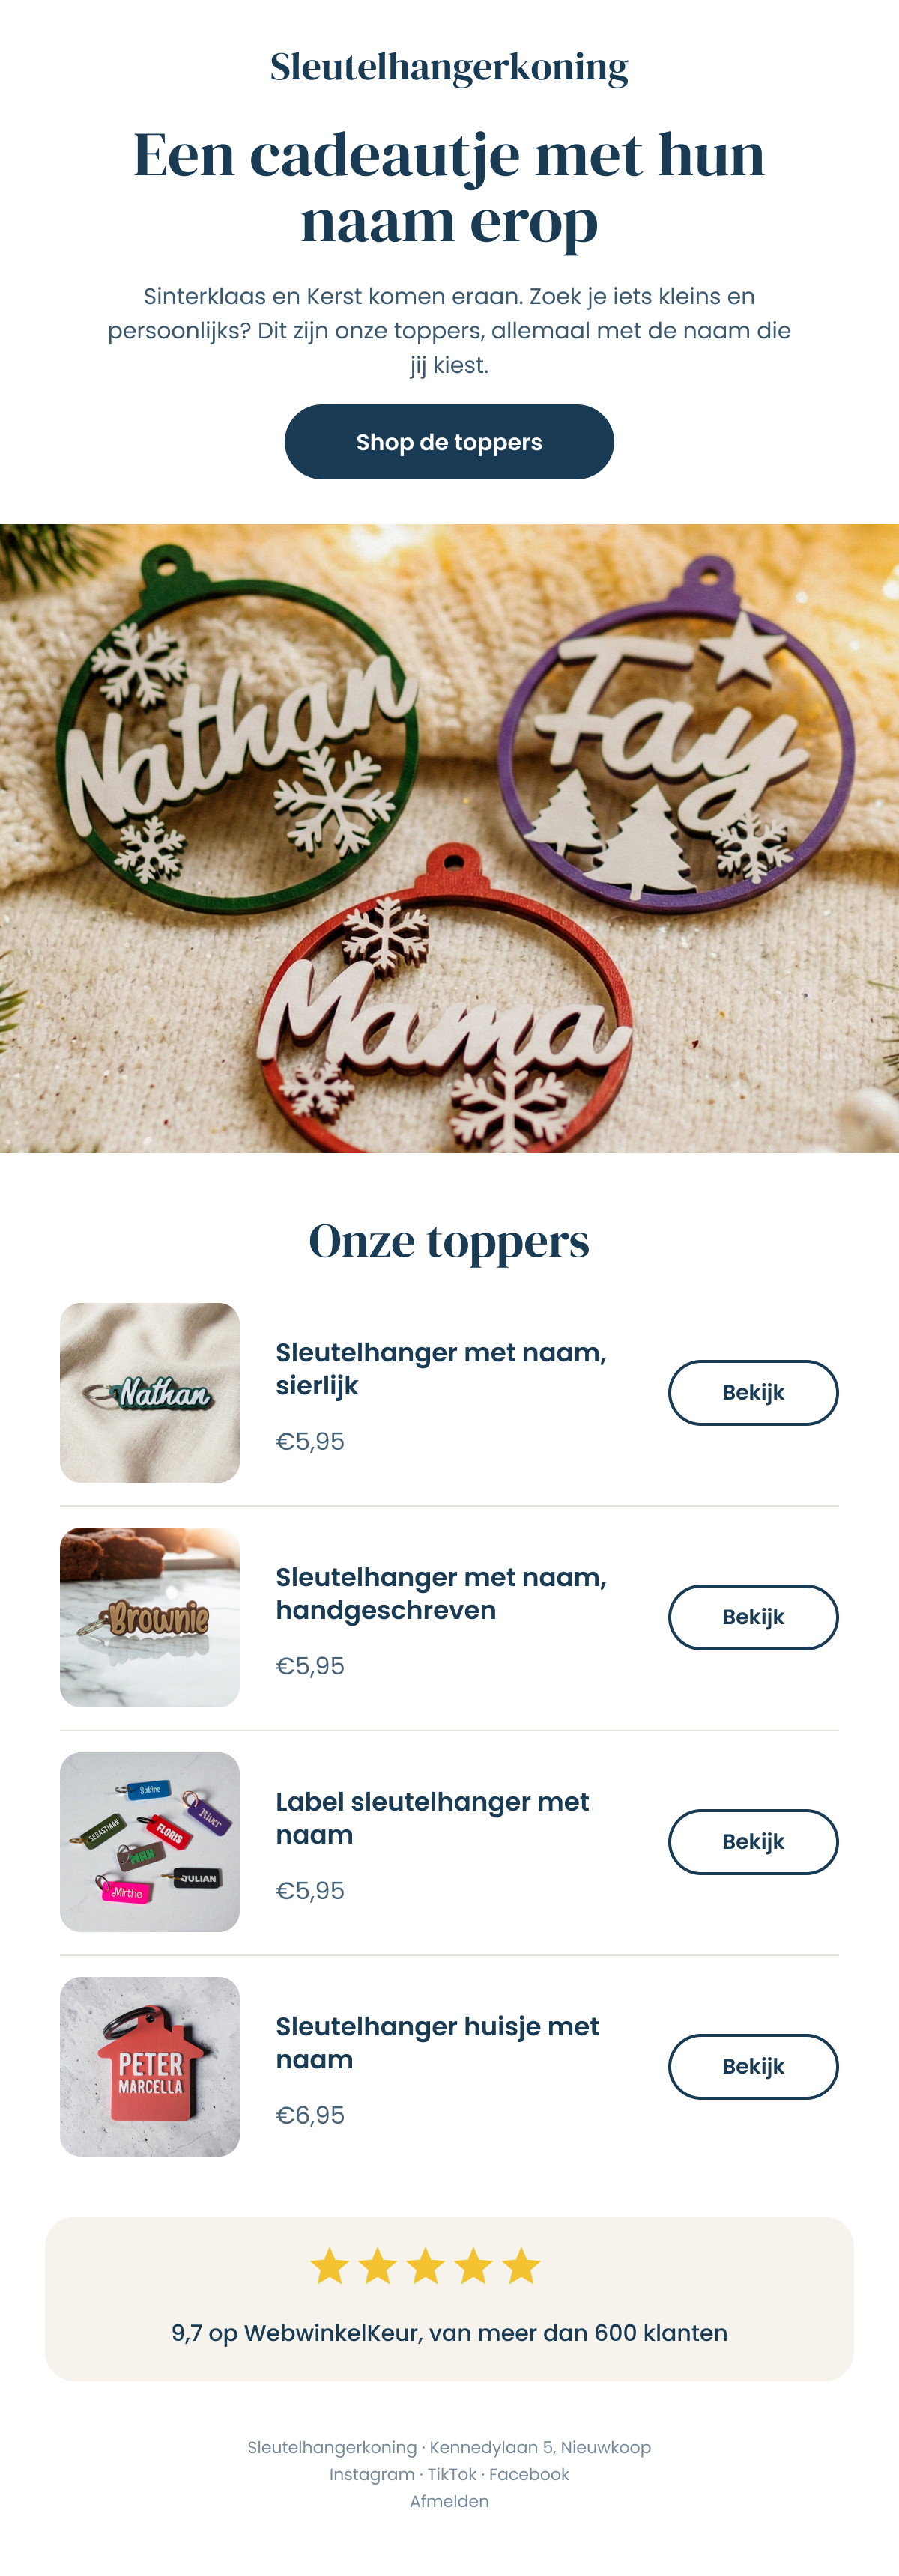 Sleutelhangerkoning
Een cadeautje met hun
naam erop
Sinterklaas en Kerst komen eraan. Zoek je iets kleins en
persoonlijks? Dit zijn onze toppers, allemaal met de naam die
jij kiest.
Shop de toppers
Nathan
Fay
Mama
Onze toppers
Nathan
Sleutelhanger met naam,
sierlijk
€5,95
Bekijk
Brownie
Sleutelhanger met naam,
handgeschreven
€5,95
Bekijk
Sabine
River
SEBASTIAAN
FLORIS
MAX
JULIAN
Mirthe
Label sleutelhanger met
naam
€5,95
Bekijk
PETER
MARCELLA
Sleutelhanger huisje met
naam
€6,95
Bekijk
9,7 op WebwinkelKeur, van meer dan 600 klanten
Sleutelhangerkoning · Kennedylaan 5, Nieuwkoop
Instagram · TikTok · Facebook
Afmelden